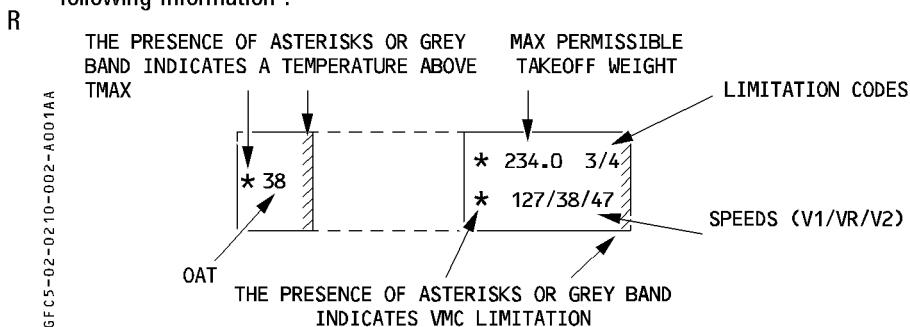 following information :
R
THE PRESENCE OF ASTERISKS OR GREY
BAND INDICATES A TEMPERATURE ABOVE
TMAX
MAX PERMISSIBLE
TAKEOFF WEIGHT
LIMITATION CODES
* 38
* 234.0 3/4
* 127/38/47
SPEEDS (V1/VR/V2)
OAT
THE PRESENCE OF ASTERISKS OR GREY BAND
INDICATES VMC LIMITATION
GFC5-02-0210-002-A001AA